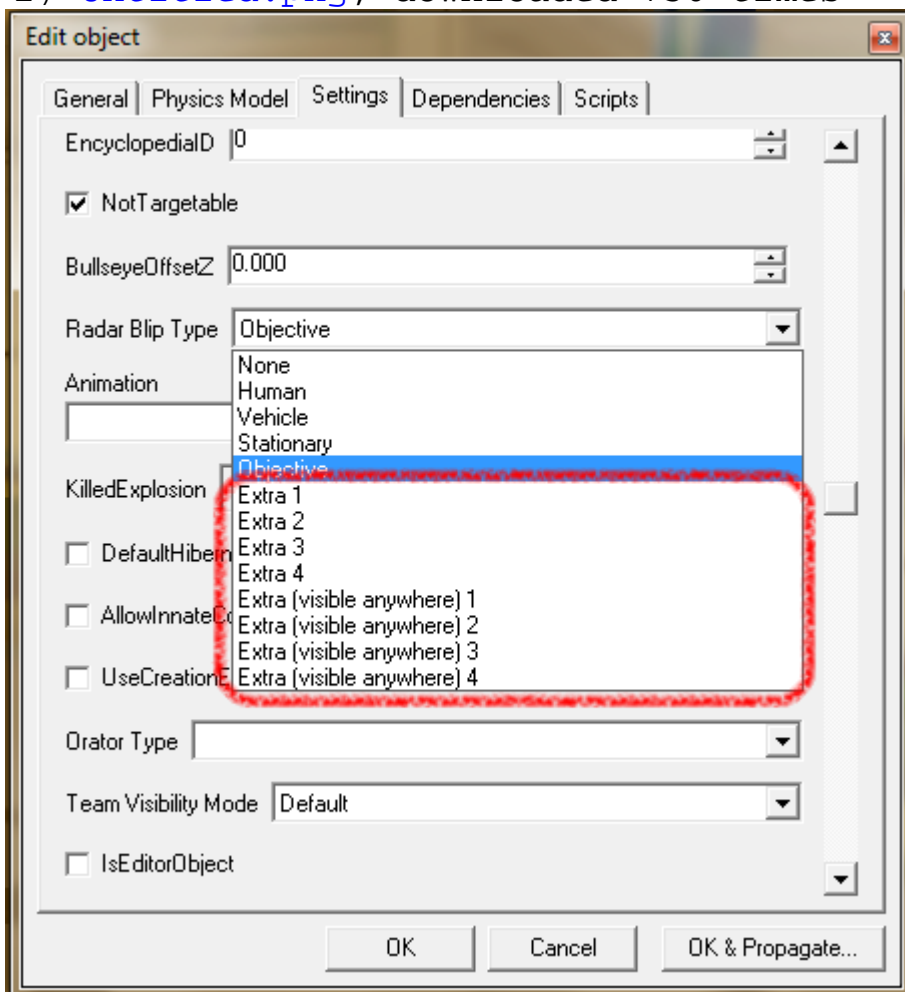 Edit object
General Physics Model Settings Dependencies Scripts
EncyclopediaID 0
NotTargetable
BullseyeOffsetZ 0.000
Radar Blip Type Objective
None
Animation
Human
Vehicle
Stationary
Objective
KilledExplosion
Extra 1
Extra 2
Extra 3
Extra 4
Extra (visible anywhere) 1
Extra (visible anywhere) 2
Extra (visible anywhere) 3
Extra (visible anywhere) 4
Orator Type
Team Visibility Mode Default
IsEditorObject
OK Cancel OK & Propagate...